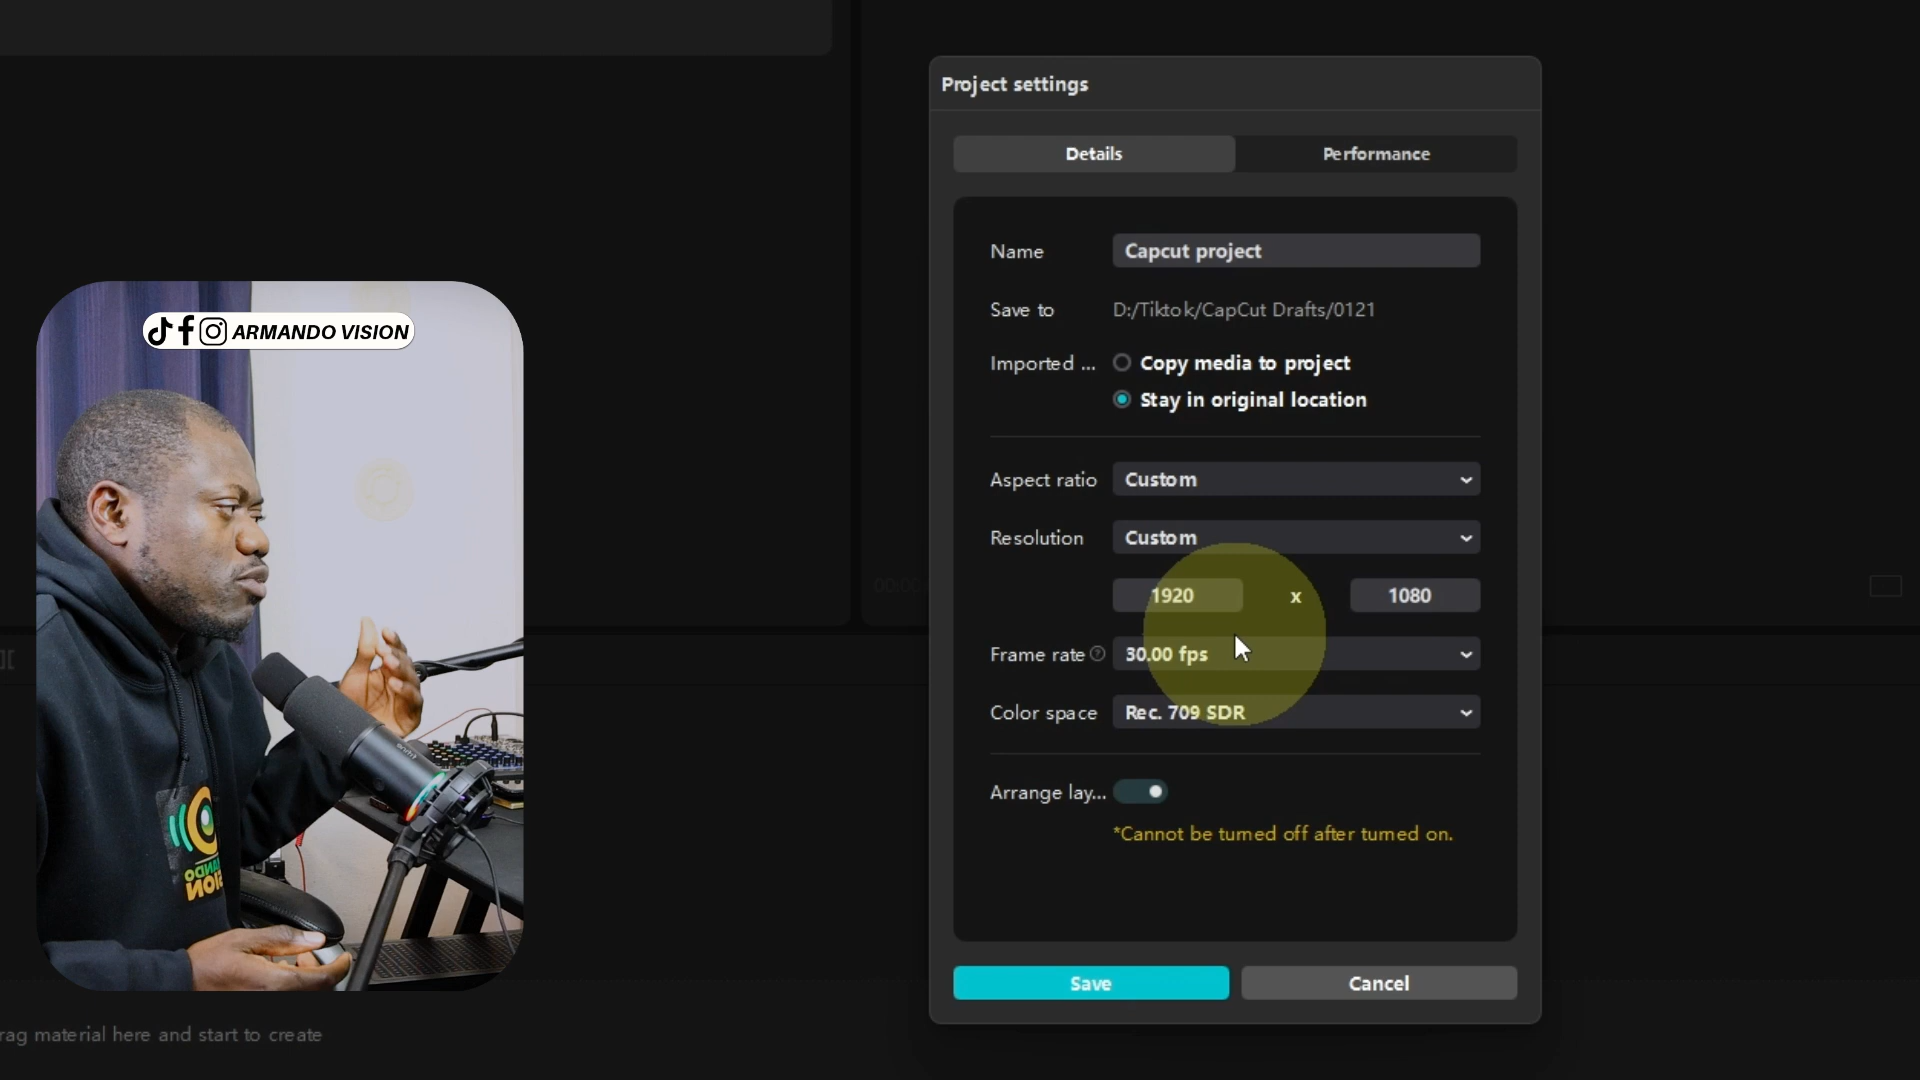 Project settings
Details
Performance
Name
Capcut project
Save to
D:/Tiktok/CapCut Drafts/0121
Imported ...
Copy media to project
Stay in original location
ARMANDO VISION
Aspect ratio
Custom
Resolution
Custom
1920
x
1080
Frame rate
30.00 fps
Color space
Rec. 709 SDR
Arrange lay...
*Cannot be turned off after turned on.
Save
Cancel
rag material here and start to create